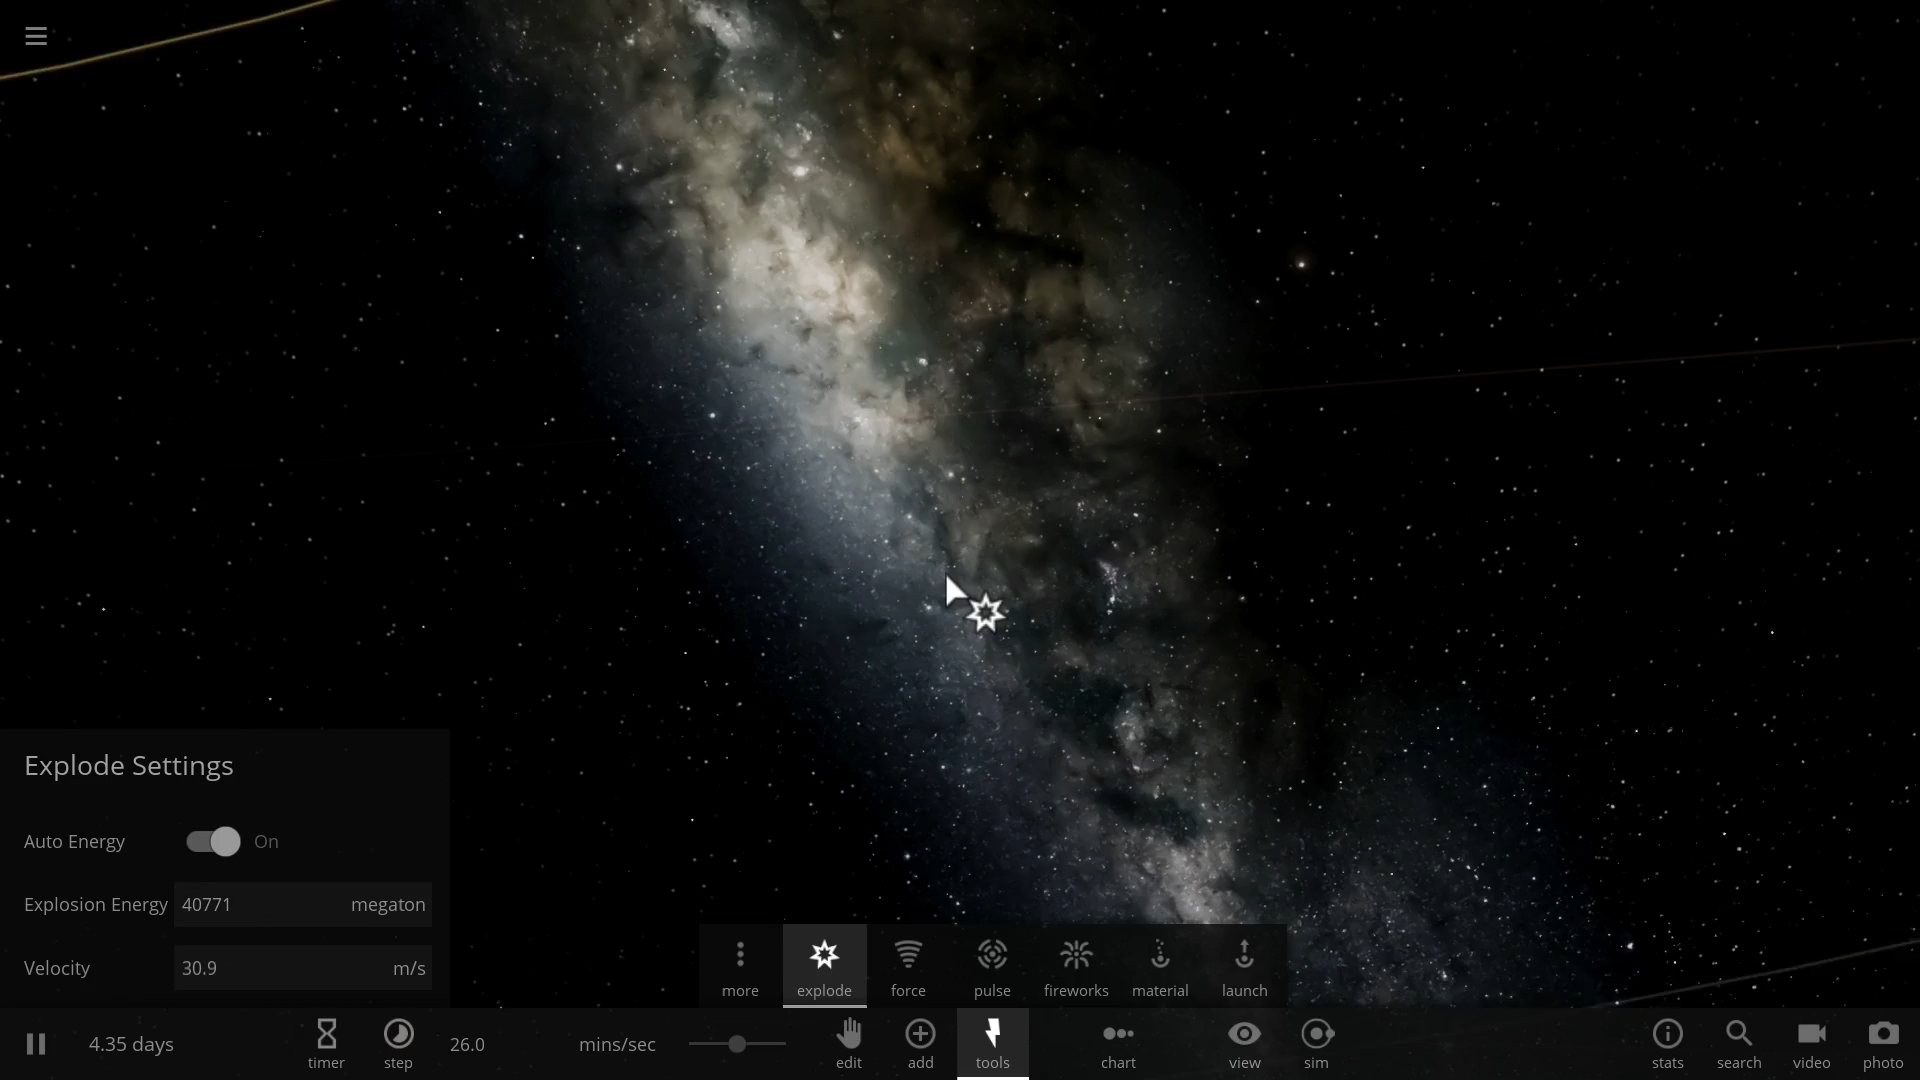 Explode Settings
Auto Energy On
Explosion Energy 40771 megaton
Velocity 30.9 m/s
more explode force pulse fireworks material launch
4.35 days timer step 26.0 mins/sec edit add tools chart view sim stats search video photo